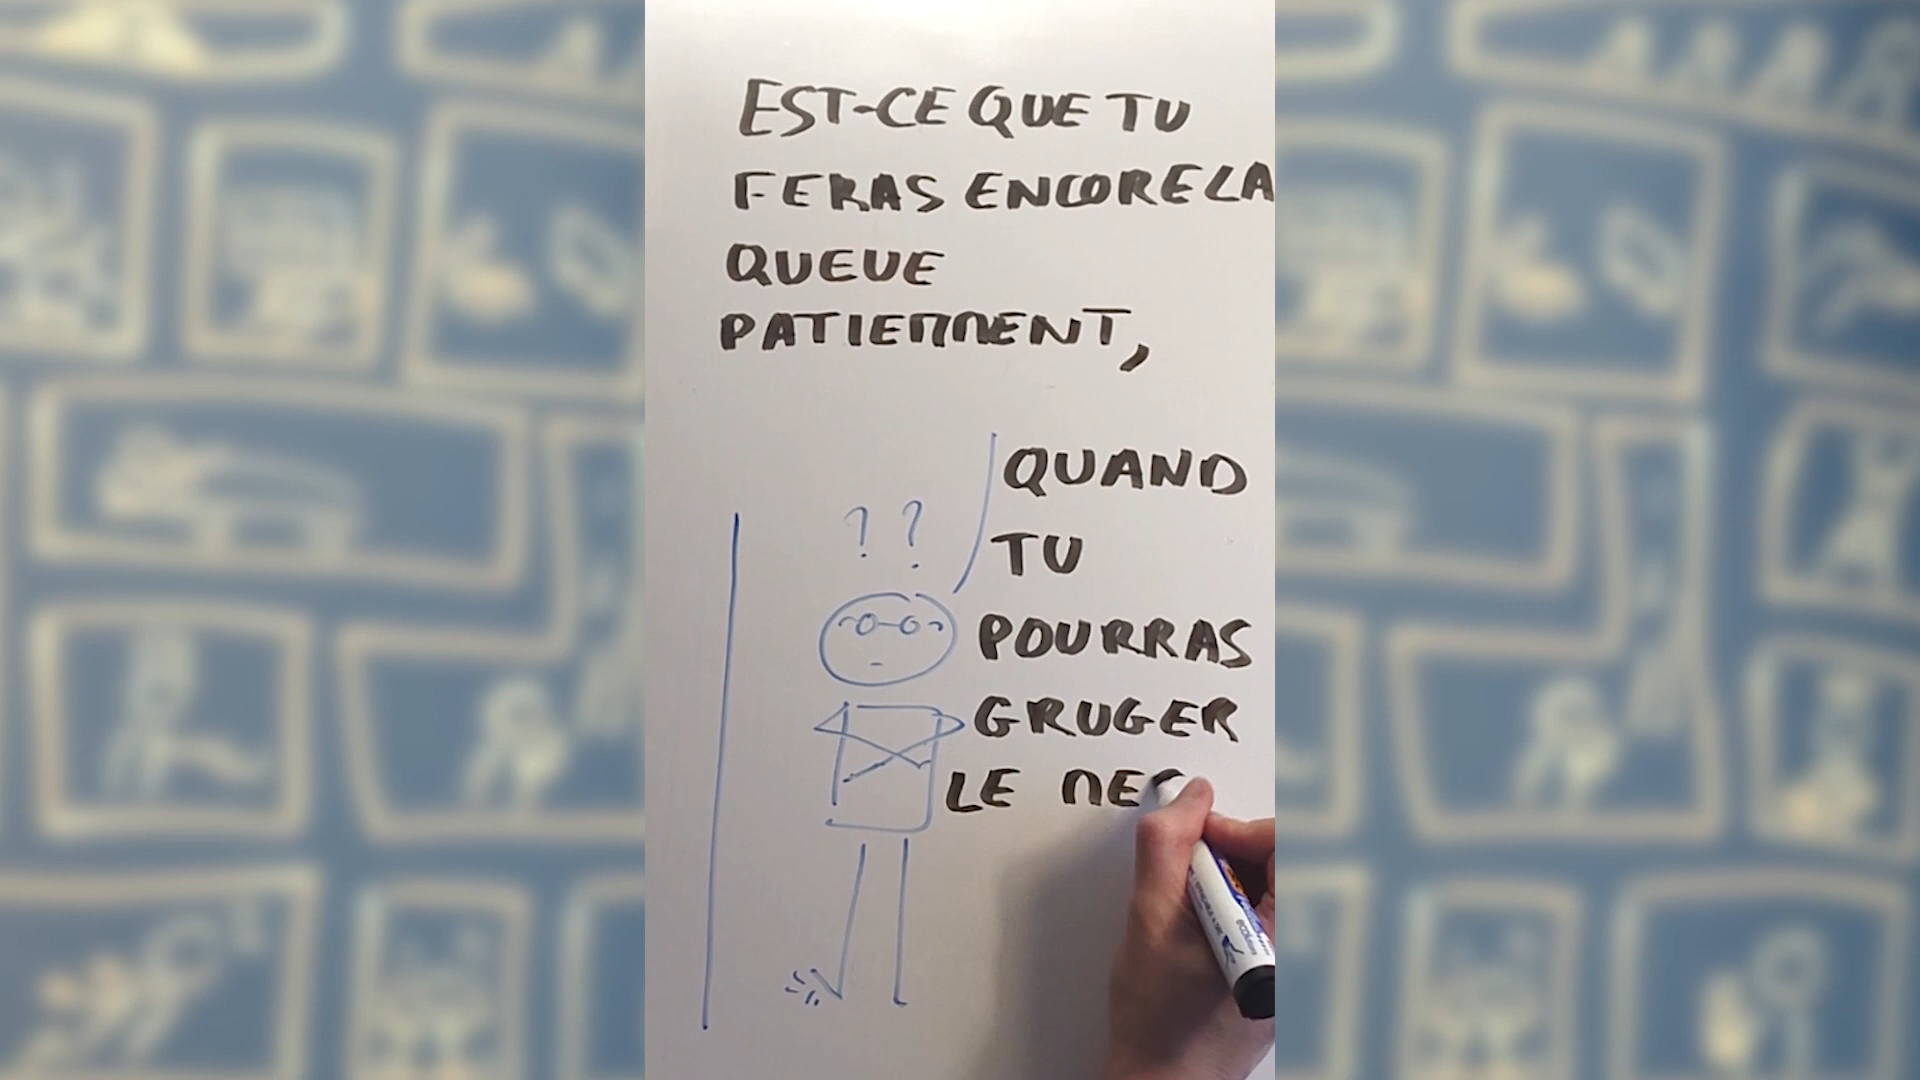 EST-CE QUE TU
FERAS ENCORE LA
QUEUE
PATIEMMENT,
QUAND
TU
POURRAS
GRUGER
LE
? ?